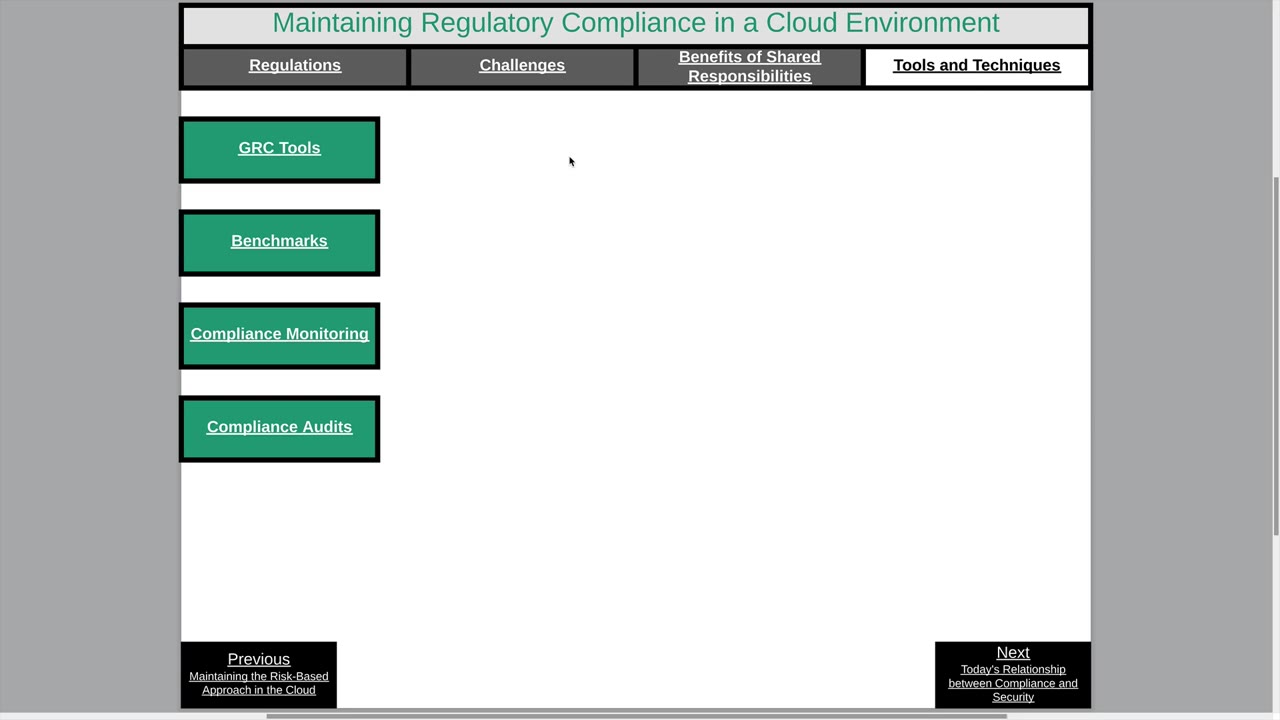 Maintaining Regulatory Compliance in a Cloud Environment
Regulations
Challenges
Benefits of Shared
Responsibilities
Tools and Techniques
GRC Tools
Benchmarks
Compliance Monitoring
Compliance Audits
Previous
Maintaining the Risk-Based
Approach in the Cloud
Next
Today's Relationship
between Compliance and
Security